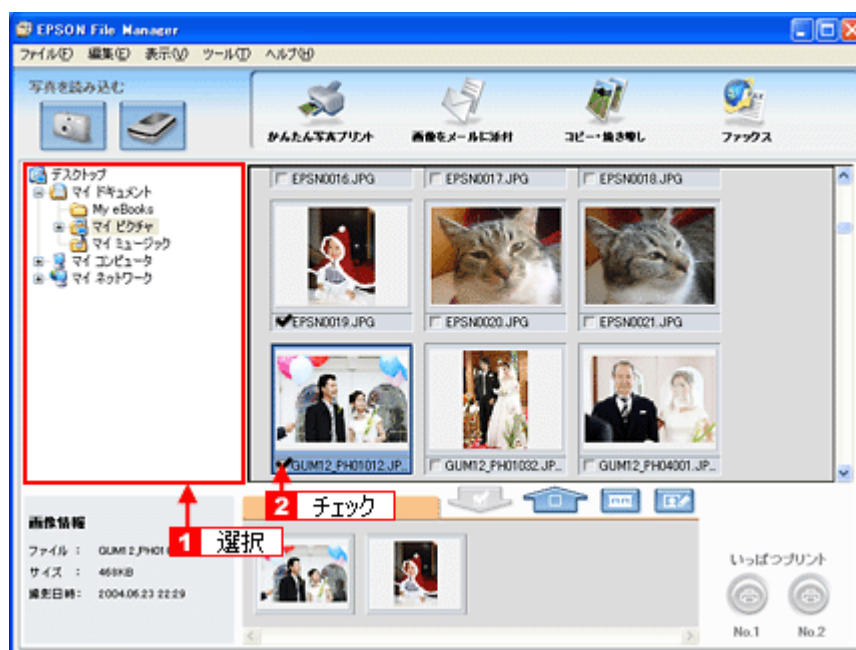 EPSON File Manager
ファイル(F) 編集(E) 表示(V) ツール(T) ヘルプ(H)
写真を読み込む
かんたん写真プリント 画像をメールに添付 コピー・焼き増し ファックス
デスクトップ
マイ ドキュメント
My eBooks
マイ ピクチャ
マイ ミュージック
マイ コンピュータ
マイ ネットワーク
EPSN0016.JPG EPSN0017.JPG EPSN0018.JPG
EPSN0019.JPG EPSN0020.JPG EPSN0021.JPG
GUM12_PH01012.JP... GUM12_PH01032.JP... GUM12_PH04001.JP...
2 チェック
1 選択
画像情報
ファイル : GUM12_PH01
サイズ : 468KB
撮影日時: 2004.06.23 22:29
いっぱつプリント
No.1 No.2